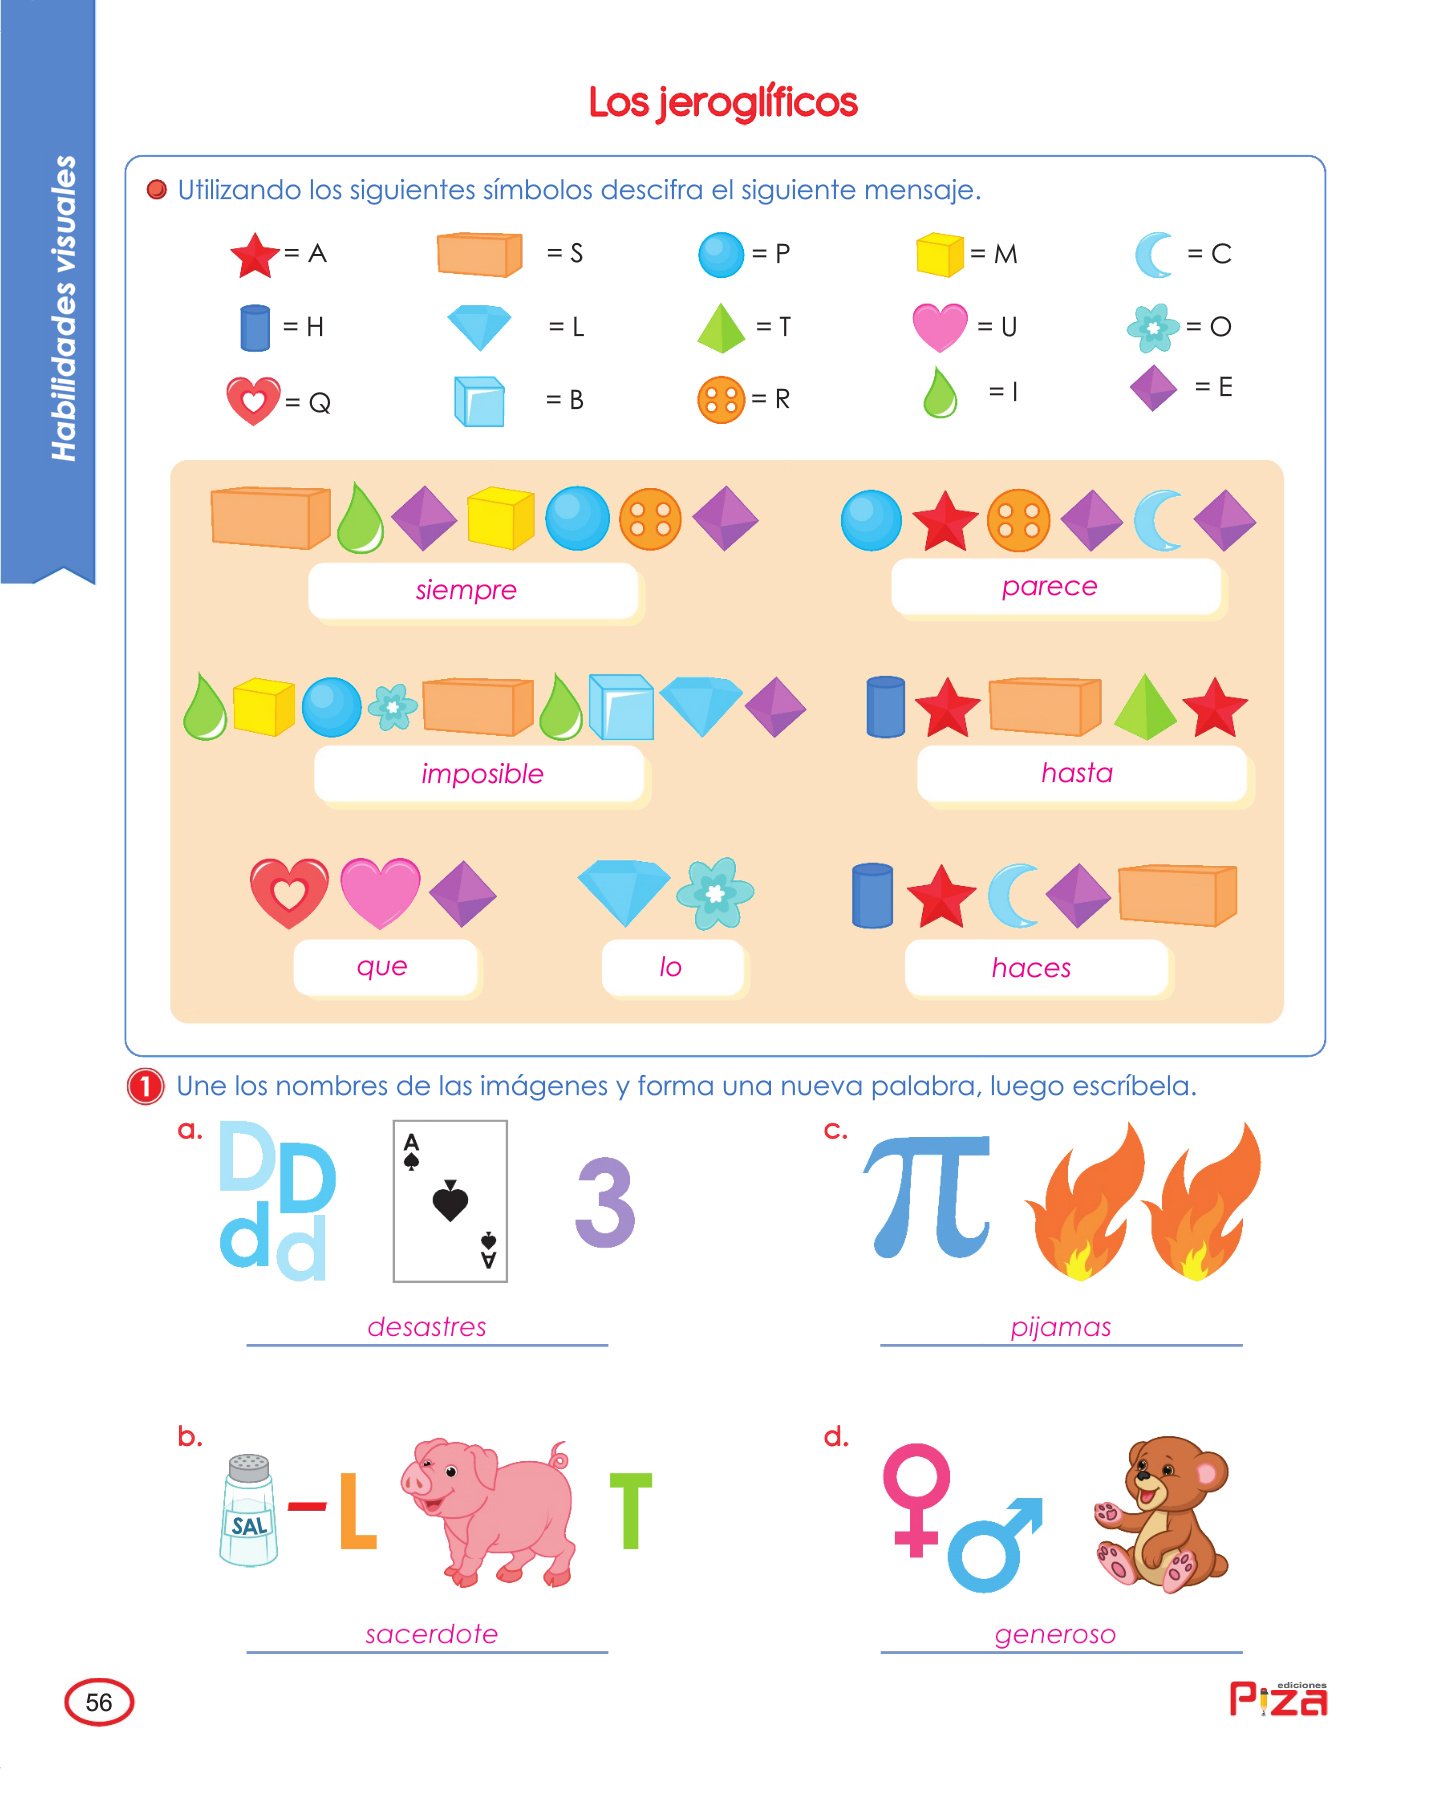 Habilidades visuales
Los jeroglíficos
Utilizando los siguientes símbolos descifra el siguiente mensaje.
= A = S = P = M = C
= H = L = T = U = O
= Q = B = R = I = E
siempre parece
imposible hasta
que lo haces
1 Une los nombres de las imágenes y forma una nueva palabra, luego escríbela.
a. D D d d A A 3
c. π
desastres pijamas
b. SAL – L T
d.
sacerdote generoso
56
Piza ediciones